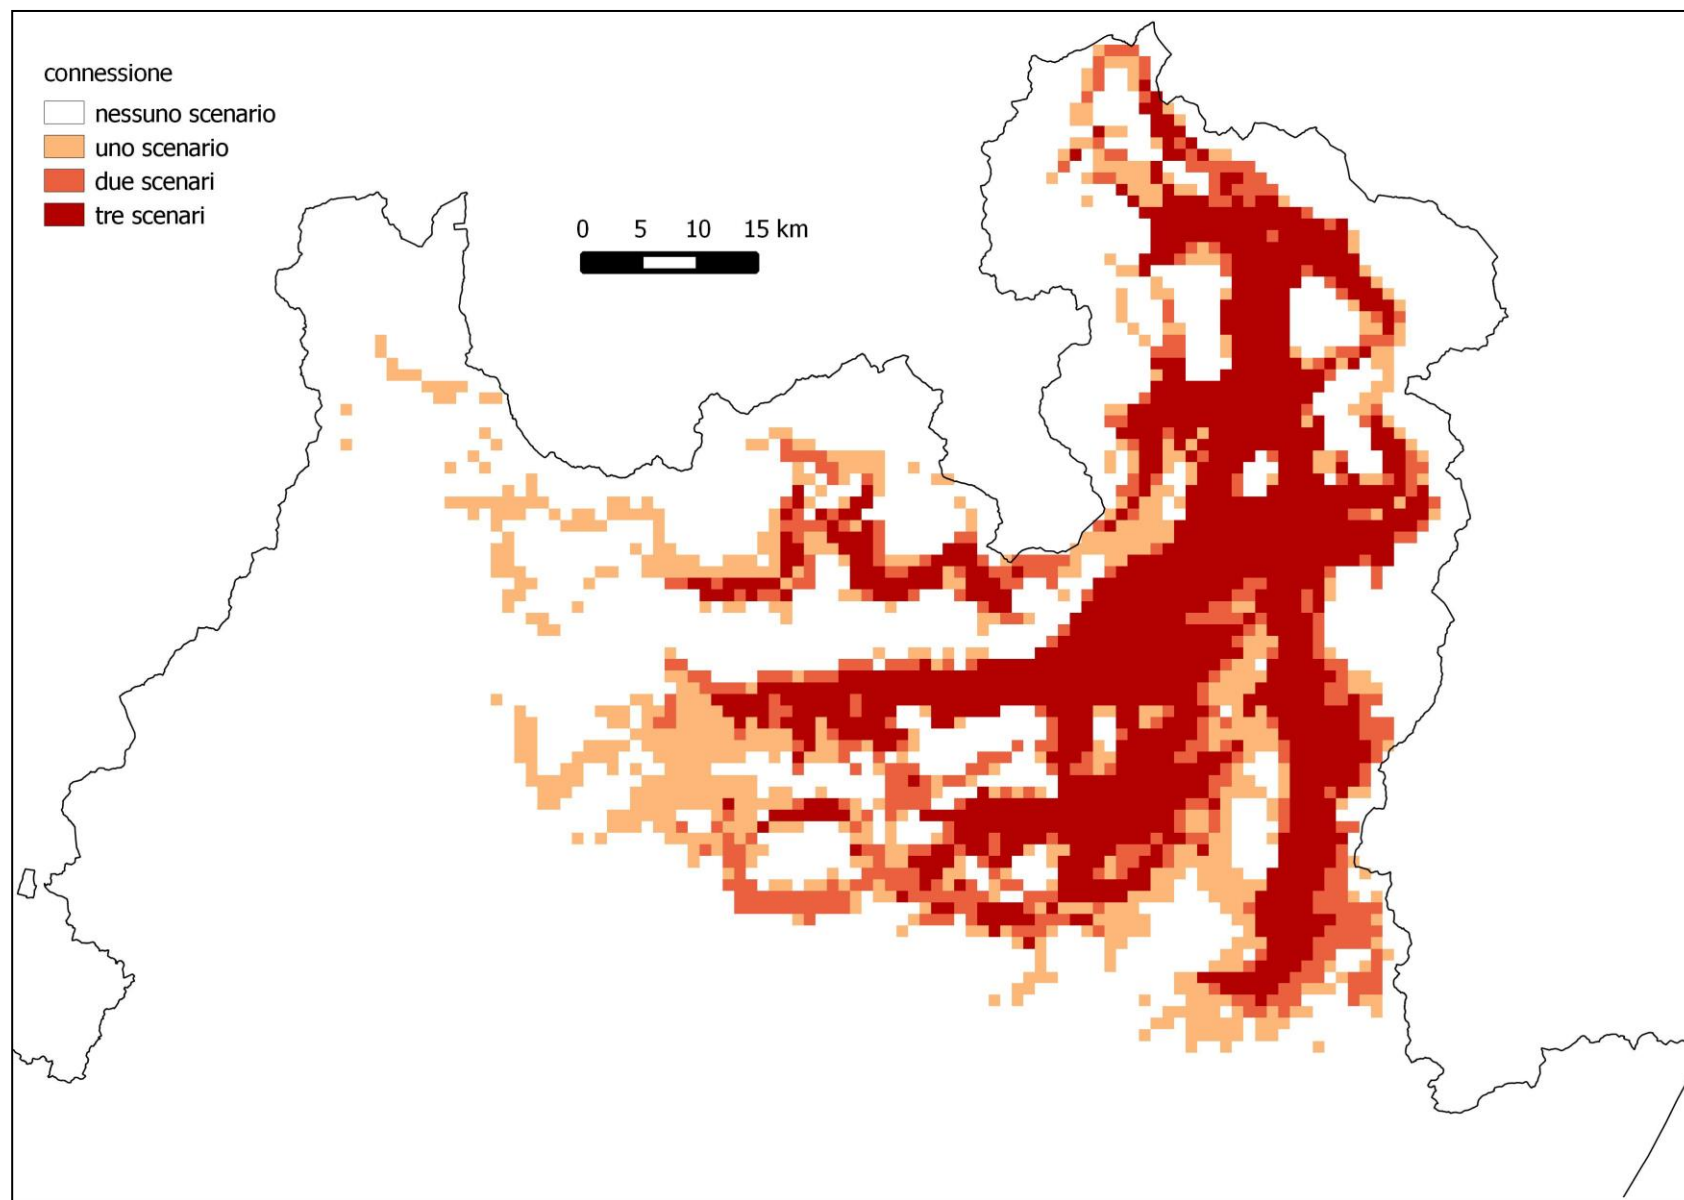 connessione
nessuno scenario
uno scenario
due scenari
tre scenari
0 5 10 15 km